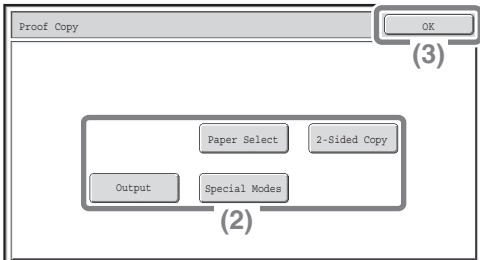 Proof Copy
OK
(3)
Paper Select
2-Sided Copy
Output
Special Modes
(2)